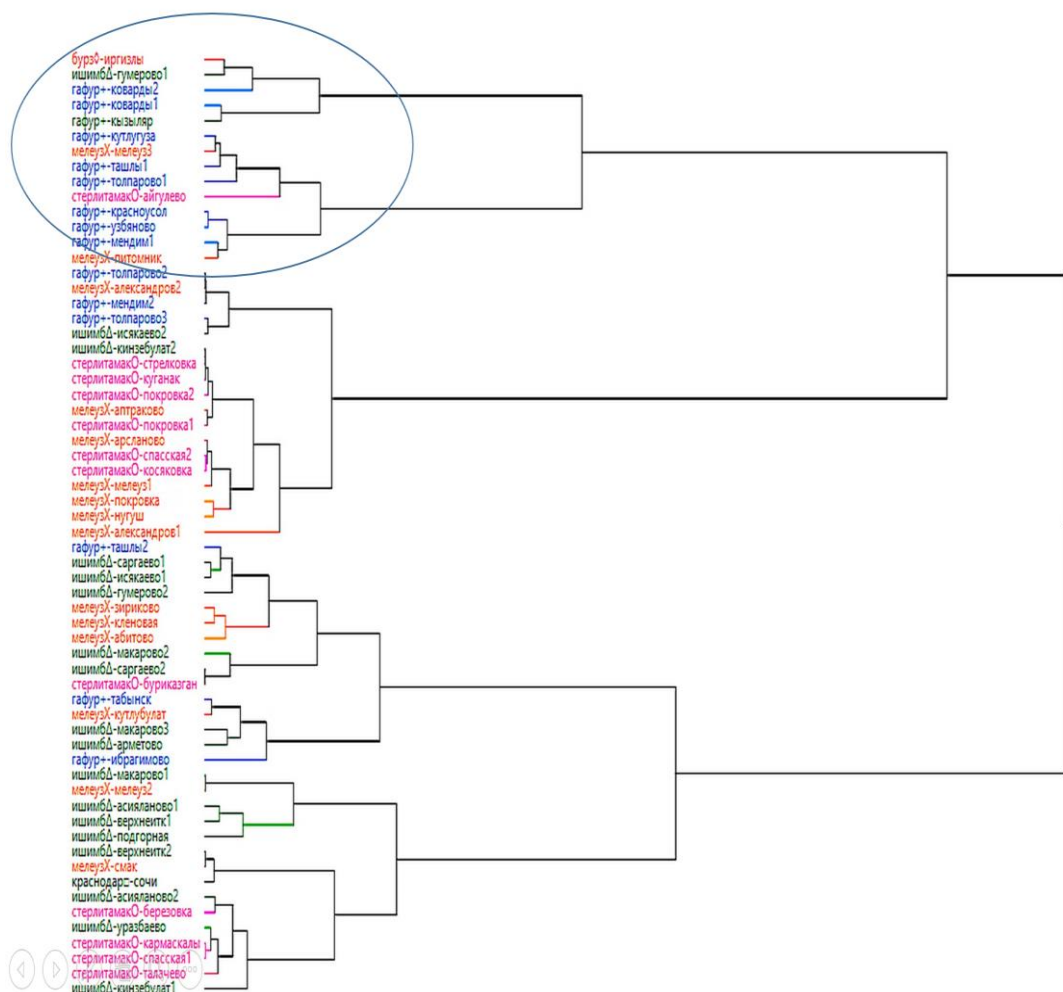 бурз◊-иргизлы
ишимбΔ-гумерово1
гафур+-коварды2
гафур+-коварды1
гафур+-кызыляр
гафур+-кутлугуза
мелеузХ-мелеуз3
гафур+-ташлы1
гафур+-толпарово1
стерлитамакО-айгулево
гафур+-красноусол
гафур+-узбяново
гафур+-мендим1
мелеузХ-питомник
гафур+-толпарово2
мелеузХ-александров2
гафур+-мендим2
гафур+-толпарово3
ишимбΔ-исякаево2
ишимбΔ-кинзебулат2
стерлитамакО-стрелковка
стерлитамакО-куганак
стерлитамакО-покровка2
мелеузХ-аптраково
стерлитамакО-покровка1
мелеузХ-арсланово
стерлитамакО-спасская2
стерлитамакО-косяковка
мелеузХ-мелеуз1
мелеузХ-покровка
мелеузХ-нугуш
мелеузХ-александров1
гафур+-ташлы2
ишимбΔ-саргаево1
ишимбΔ-исякаево1
ишимбΔ-гумерово2
мелеузХ-зириково
мелеузХ-кленовая
мелеузХ-абитово
ишимбΔ-макарово2
ишимбΔ-саргаево2
стерлитамакО-буриказган
гафур+-табынск
мелеузХ-кутлубулат
ишимбΔ-макарово3
ишимбΔ-арметово
гафур+-ибрагимово
ишимбΔ-макарово1
мелеузХ-мелеуз2
ишимбΔ-асияланово1
ишимбΔ-верхнеитк1
ишимбΔ-подгорная
ишимбΔ-верхнеитк2
мелеузХ-смак
краснодар□-сочи
ишимбΔ-асияланово2
стерлитамакО-березовка
ишимбΔ-уразбаево
стерлитамакО-кармаскалы
стерлитамакО-спасская1
стерлитамакО-талачево
ишимбΔ-кинзебулат1